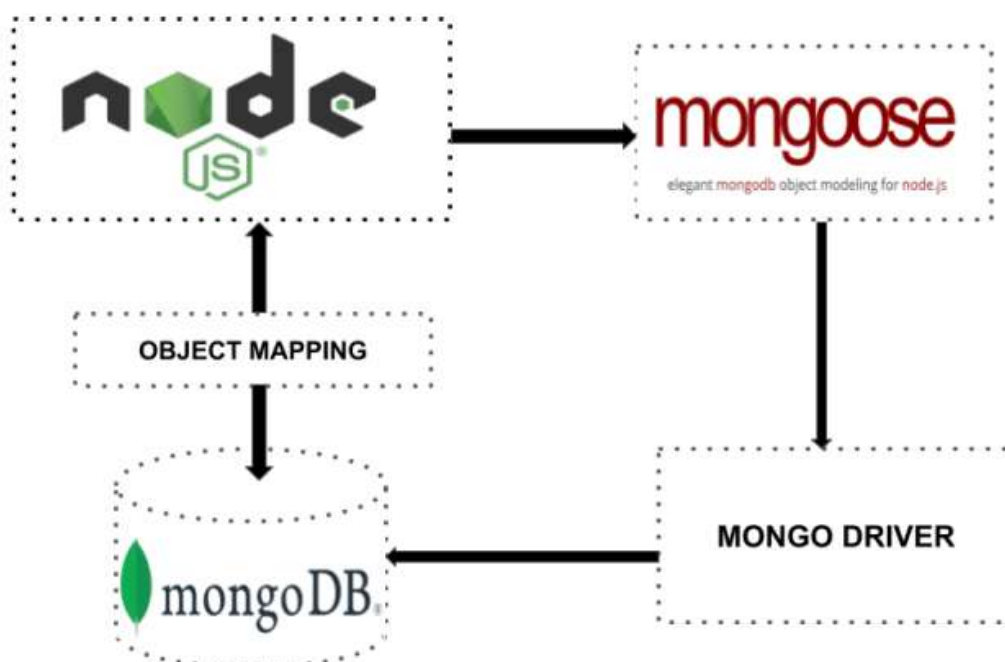 node
JS
mongoose
elegant mongodb object modeling for node.js
OBJECT MAPPING
MONGO DRIVER
mongoDB